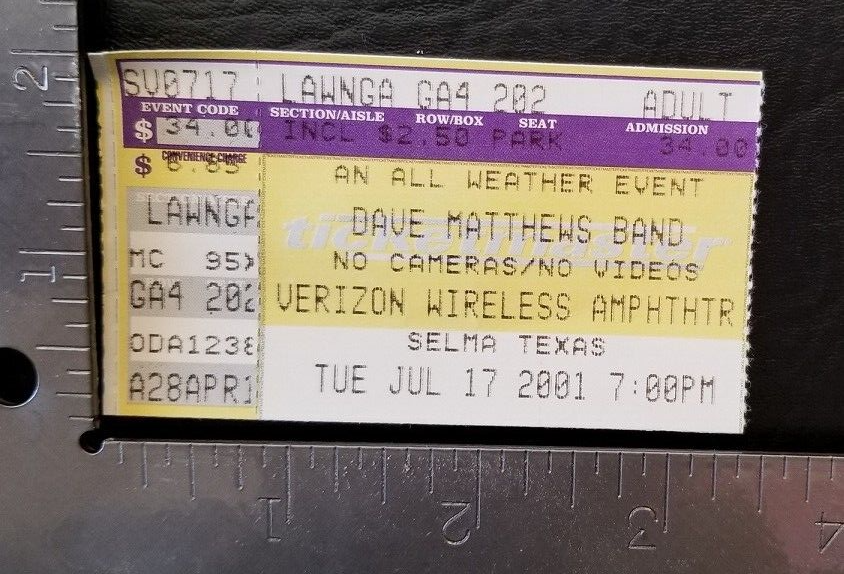 SV0717 LAWNGA GA4 202 ADULT
EVENT CODE SECTION/AISLE ROW/BOX SEAT ADMISSION
$ 34.00 INCL $2.50 PARK 34.00
CONVENIENCE CHARGE
$ 6.85 AN ALL WEATHER EVENT
LAWNGA DAVE MATTHEWS BAND
ticketmaster
MC 95X NO CAMERAS/NO VIDEOS
GA4 202 VERIZON WIRELESS AMPHTHTR
ODA1238 SELMA TEXAS
A28APR1 TUE JUL 17 2001 7:00PM
2
1
1 2 3 4